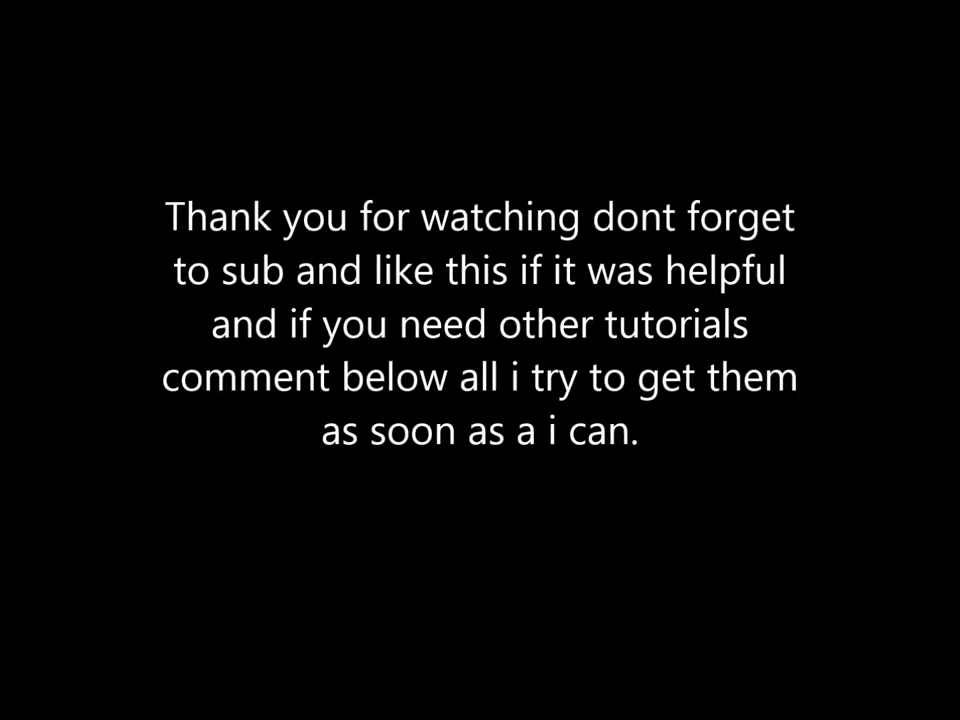 Thank you for watching dont forget
to sub and like this if it was helpful
and if you need other tutorials
comment below all i try to get them
as soon as a i can.